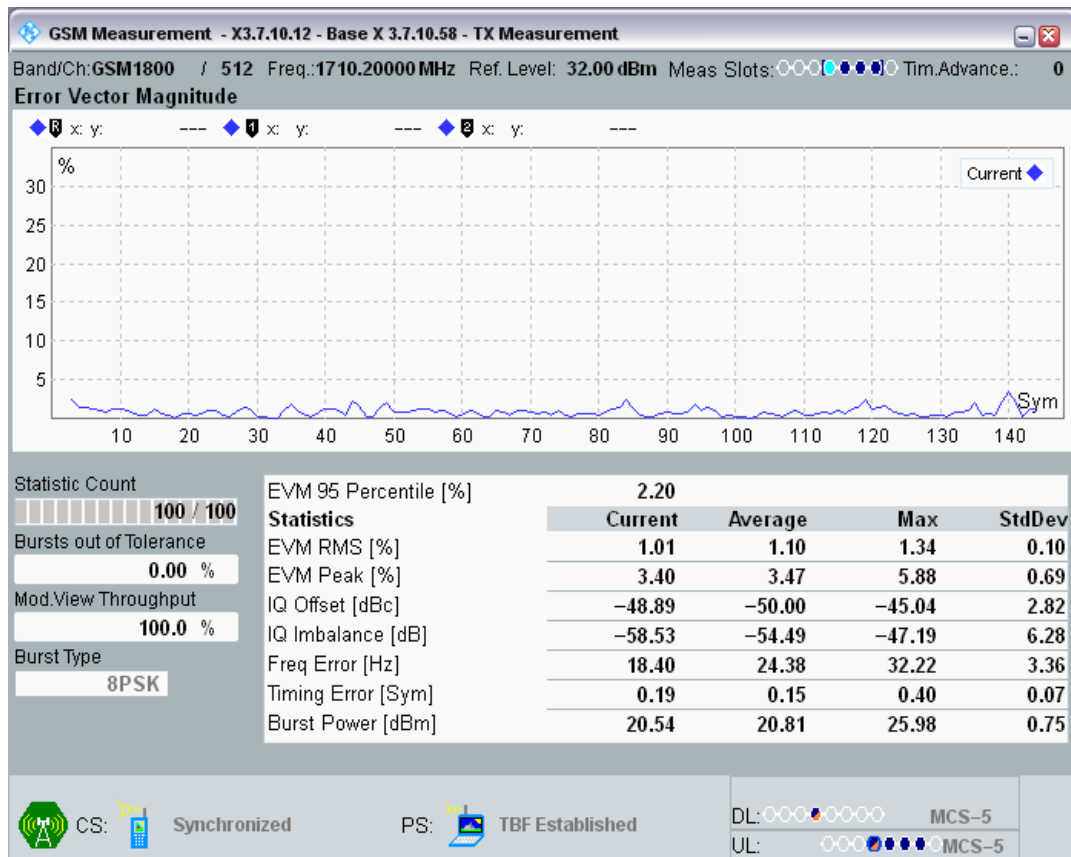 GSM Measurement - X3.7.10.12 - Base X 3.7.10.58 - TX Measurement
Band/Ch:GSM1800 / 512 Freq.:1710.20000 MHz Ref. Level: 32.00 dBm Meas Slots: Tim.Advance.: 0
Error Vector Magnitude
R x: y: --- 1 x: y: --- 2 x: y: ---
%
Current
30
25
20
15
10
5
Sym
10 20 30 40 50 60 70 80 90 100 110 120 130 140
Statistic Count
100 / 100
Bursts out of Tolerance
0.00 %
Mod.View Throughput
100.0 %
Burst Type
8PSK
EVM 95 Percentile [%] 2.20
Statistics Current Average Max StdDev
EVM RMS [%] 1.01 1.10 1.34 0.10
EVM Peak [%] 3.40 3.47 5.88 0.69
IQ Offset [dBc] −48.89 −50.00 −45.04 2.82
IQ Imbalance [dB] −58.53 −54.49 −47.19 6.28
Freq Error [Hz] 18.40 24.38 32.22 3.36
Timing Error [Sym] 0.19 0.15 0.40 0.07
Burst Power [dBm] 20.54 20.81 25.98 0.75
CS: Synchronized PS: TBF Established
DL: MCS−5
UL: MCS−5